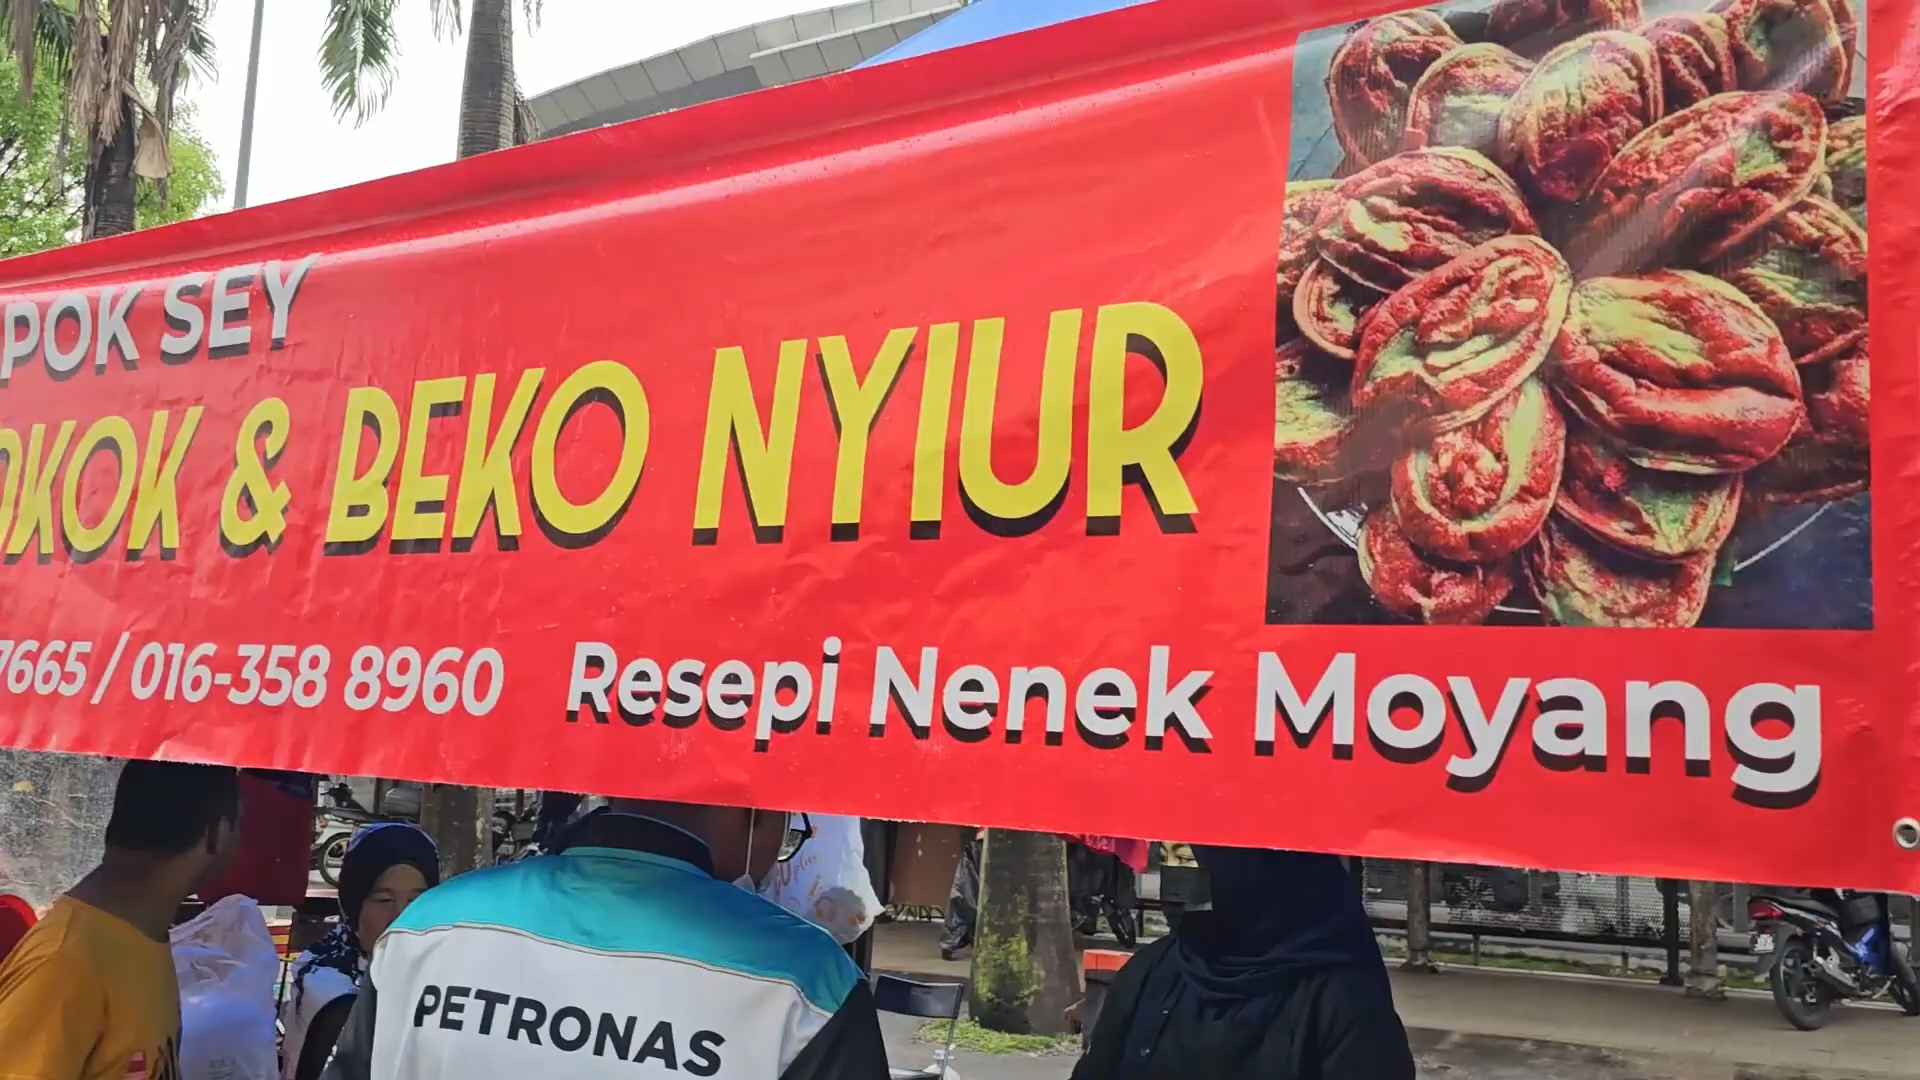 POK SEY
OKOK & BEKO NYIUR
7665 / 016-358 8960 Resepi Nenek Moyang
PETRONAS